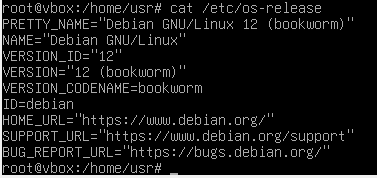 root@vbox:/home/usr# cat /etc/os-release
PRETTY_NAME="Debian GNU/Linux 12 (bookworm)"
NAME="Debian GNU/Linux"
VERSION_ID="12"
VERSION="12 (bookworm)"
VERSION_CODENAME=bookworm
ID=debian
HOME_URL="https://www.debian.org/"
SUPPORT_URL="https://www.debian.org/support"
BUG_REPORT_URL="https://bugs.debian.org/"
root@vbox:/home/usr# _